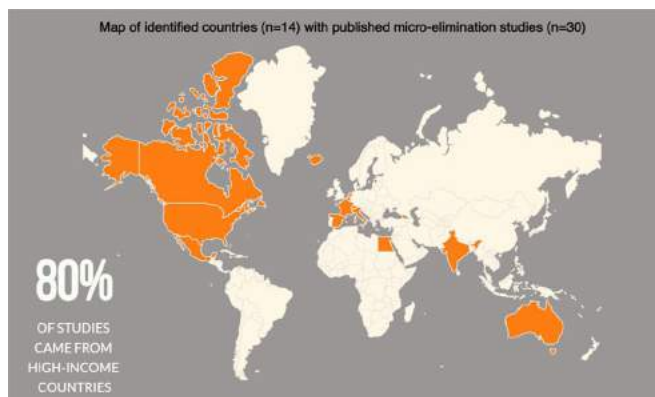 Map of identified countries (n=14) with published micro-elimination studies (n=30)
80%
OF STUDIES
CAME FROM
HIGH-INCOME
COUNTRIES